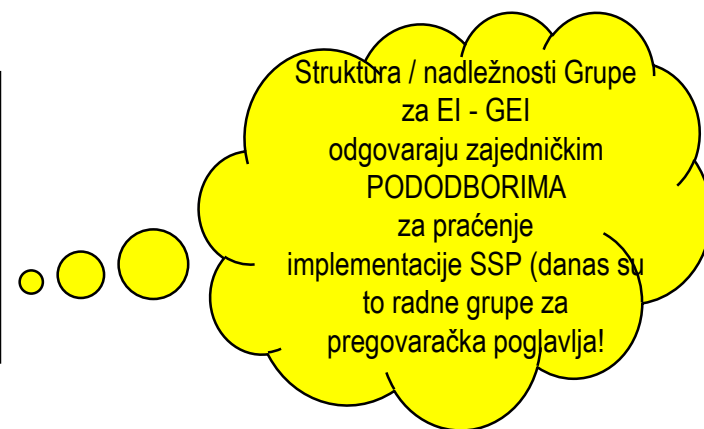 Struktura / nadležnosti Grupe
za EI - GEI
odgovaraju zajedničkim
PODODBORIMA
za praćenje
implementacije SSP (danas su
to radne grupe za
pregovaračka poglavlja!